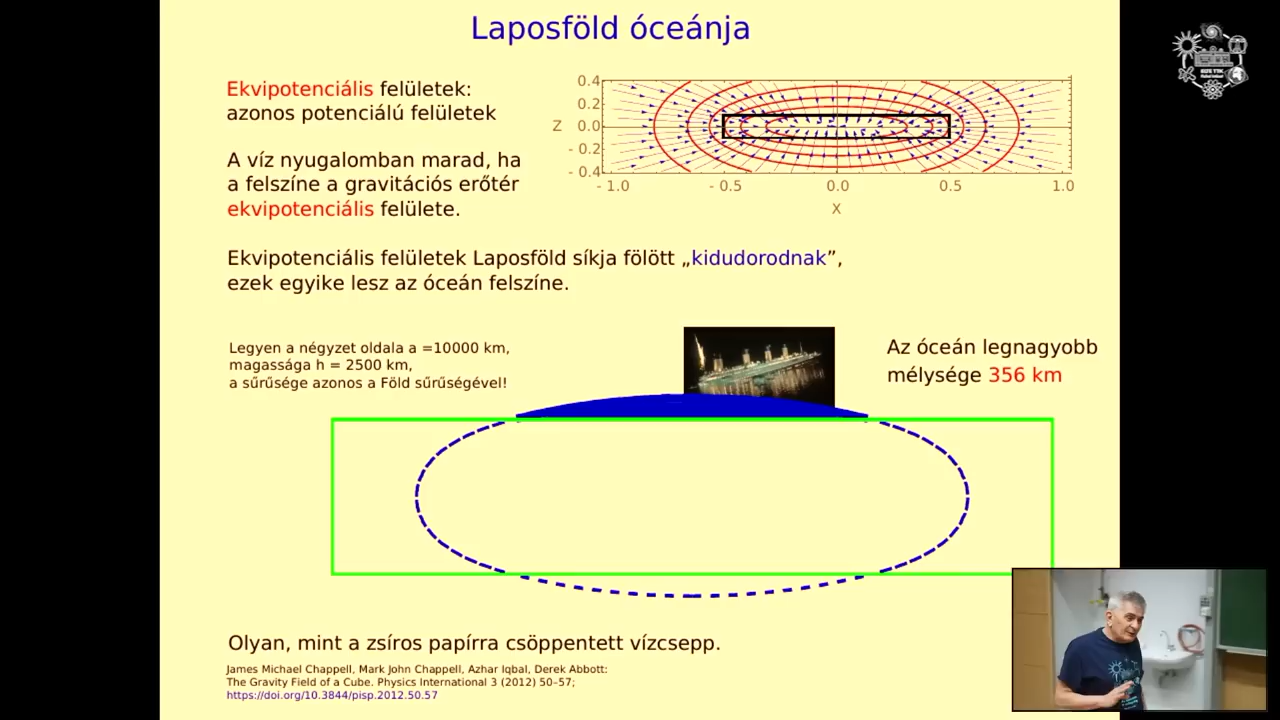 Laposföld óceánja
Ekvipotenciális felületek:
azonos potenciálú felületek
A víz nyugalomban marad, ha
a felszíne a gravitációs erőtér
ekvipotenciális felülete.
0.4
0.2
Z 0.0
- 0.2
- 0.4
- 1.0 - 0.5 0.0 0.5 1.0
X
Ekvipotenciális felületek Laposföld síkja fölött „kidudorodnak”,
ezek egyike lesz az óceán felszíne.
Legyen a négyzet oldala a =10000 km,
magassága h = 2500 km,
a sűrűsége azonos a Föld sűrűségével!
Az óceán legnagyobb
mélysége 356 km
Olyan, mint a zsíros papírra csöppentett vízcsepp.
James Michael Chappell, Mark John Chappell, Azhar Iqbal, Derek Abbott:
The Gravity Field of a Cube. Physics International 3 (2012) 50–57;
https://doi.org/10.3844/pisp.2012.50.57